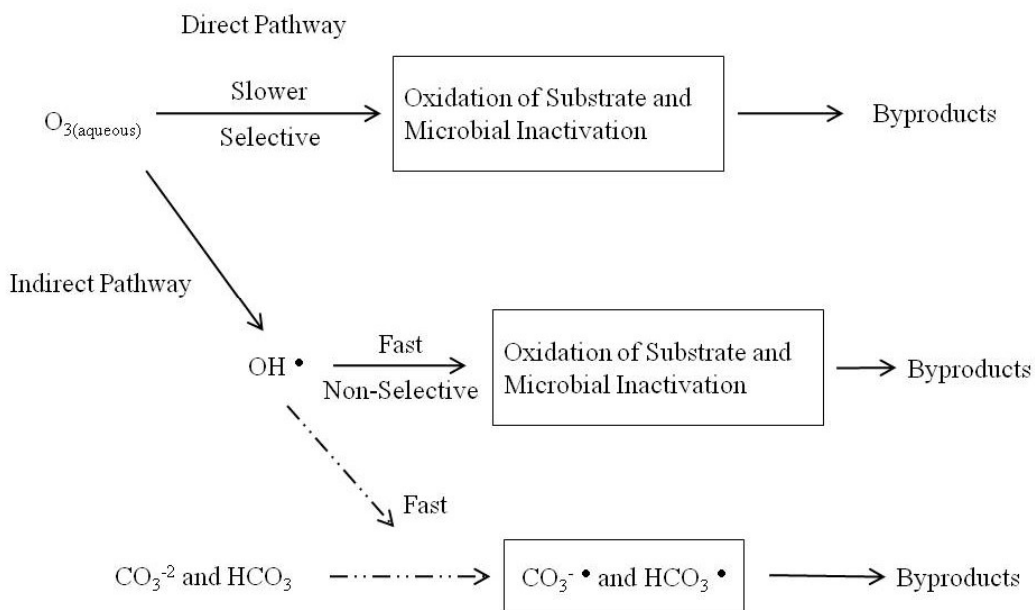 Direct Pathway
Slower
O₃(aqueous)
Selective
Oxidation of Substrate and
Microbial Inactivation
Byproducts
Indirect Pathway
OH •
Fast
Non-Selective
Oxidation of Substrate and
Microbial Inactivation
Byproducts
Fast
CO₃⁻² and HCO₃
CO₃⁻ • and HCO₃ •
Byproducts